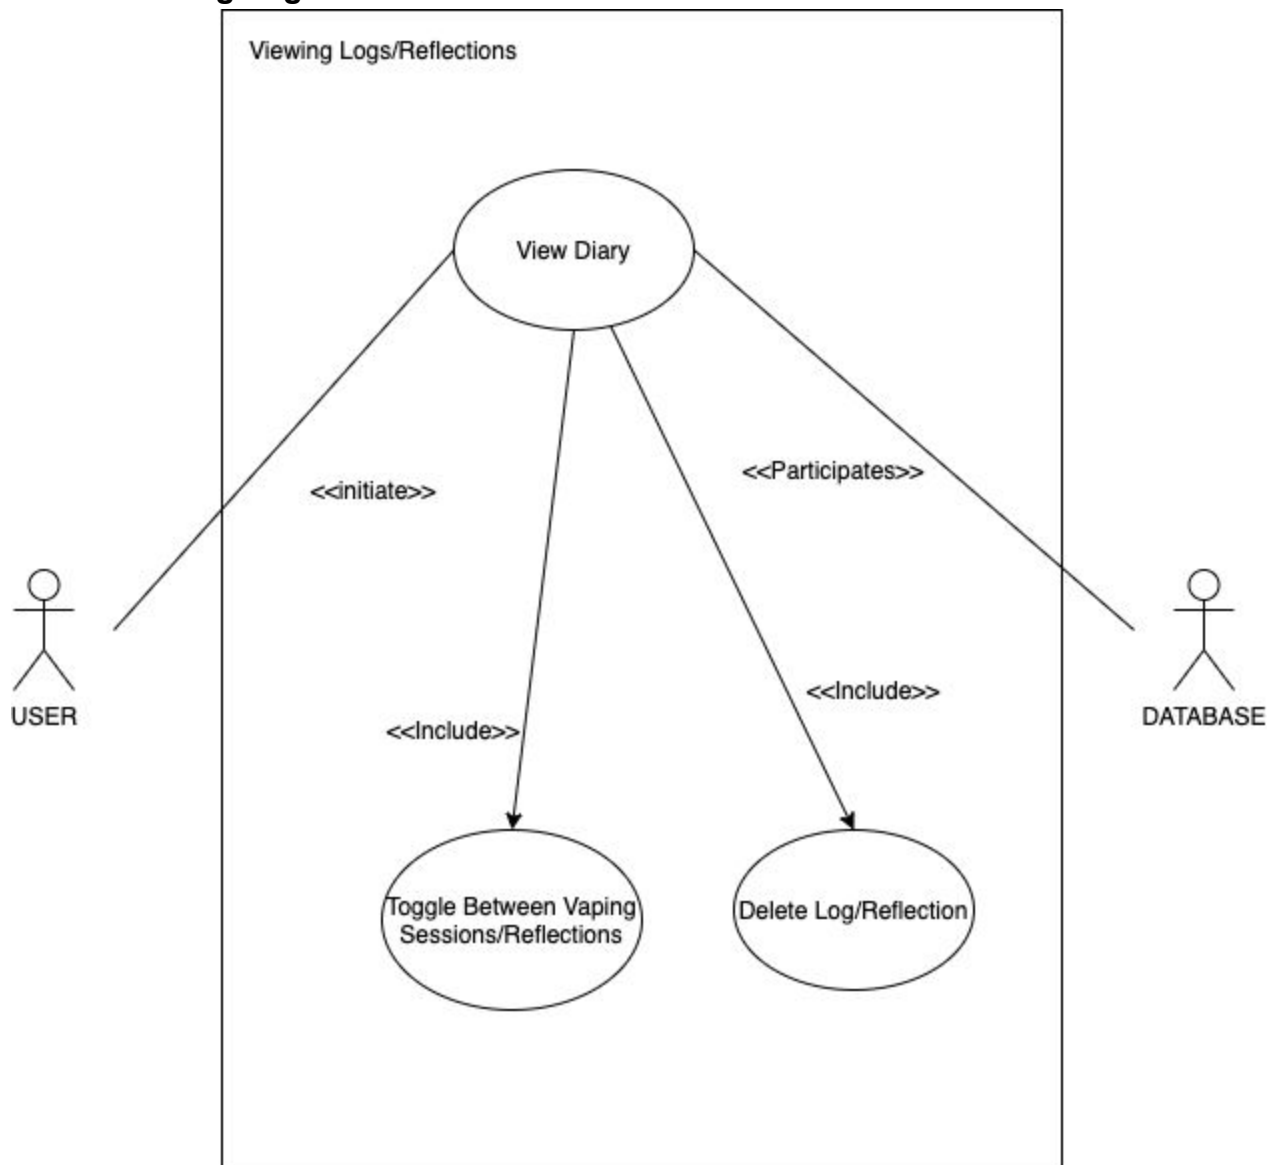 Viewing Logs/Reflections
View Diary
<<initiate>>
<<Participates>>
<<Include>>
<<Include>>
USER
DATABASE
Toggle Between Vaping
Sessions/Reflections
Delete Log/Reflection